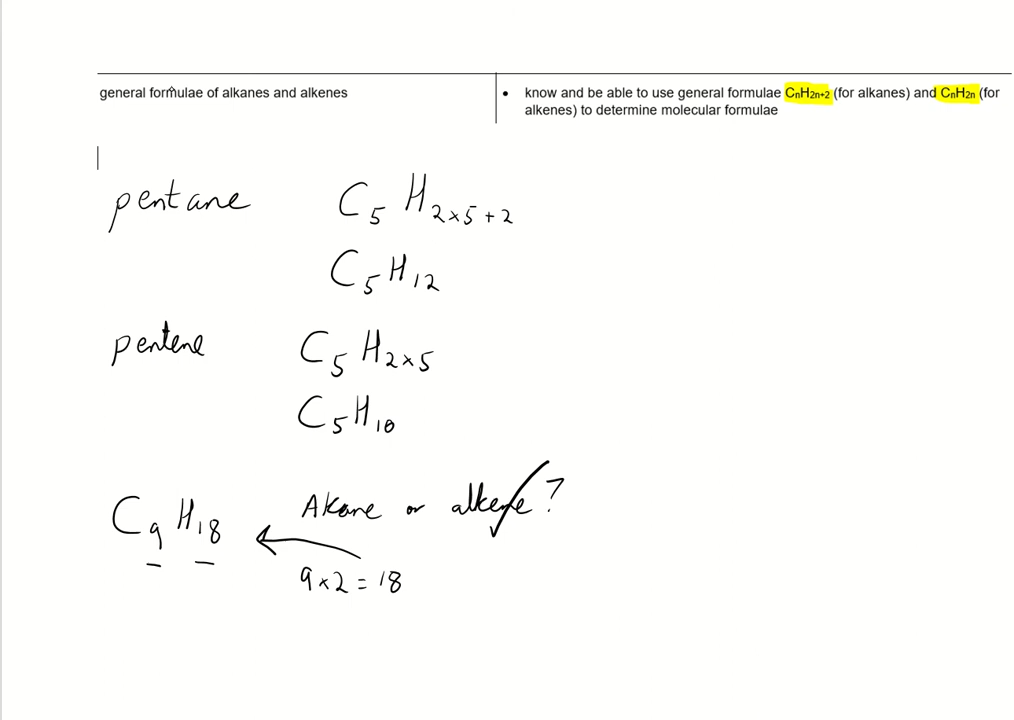 general formulae of alkanes and alkenes
• know and be able to use general formulae CnH2n+2 (for alkanes) and CnH2n (for
alkenes) to determine molecular formulae
pentane C5 H2×5+2
C5H12
pentene C5 H2×5
C5H10
C9 H18 Akane or alkene?
9×2=18